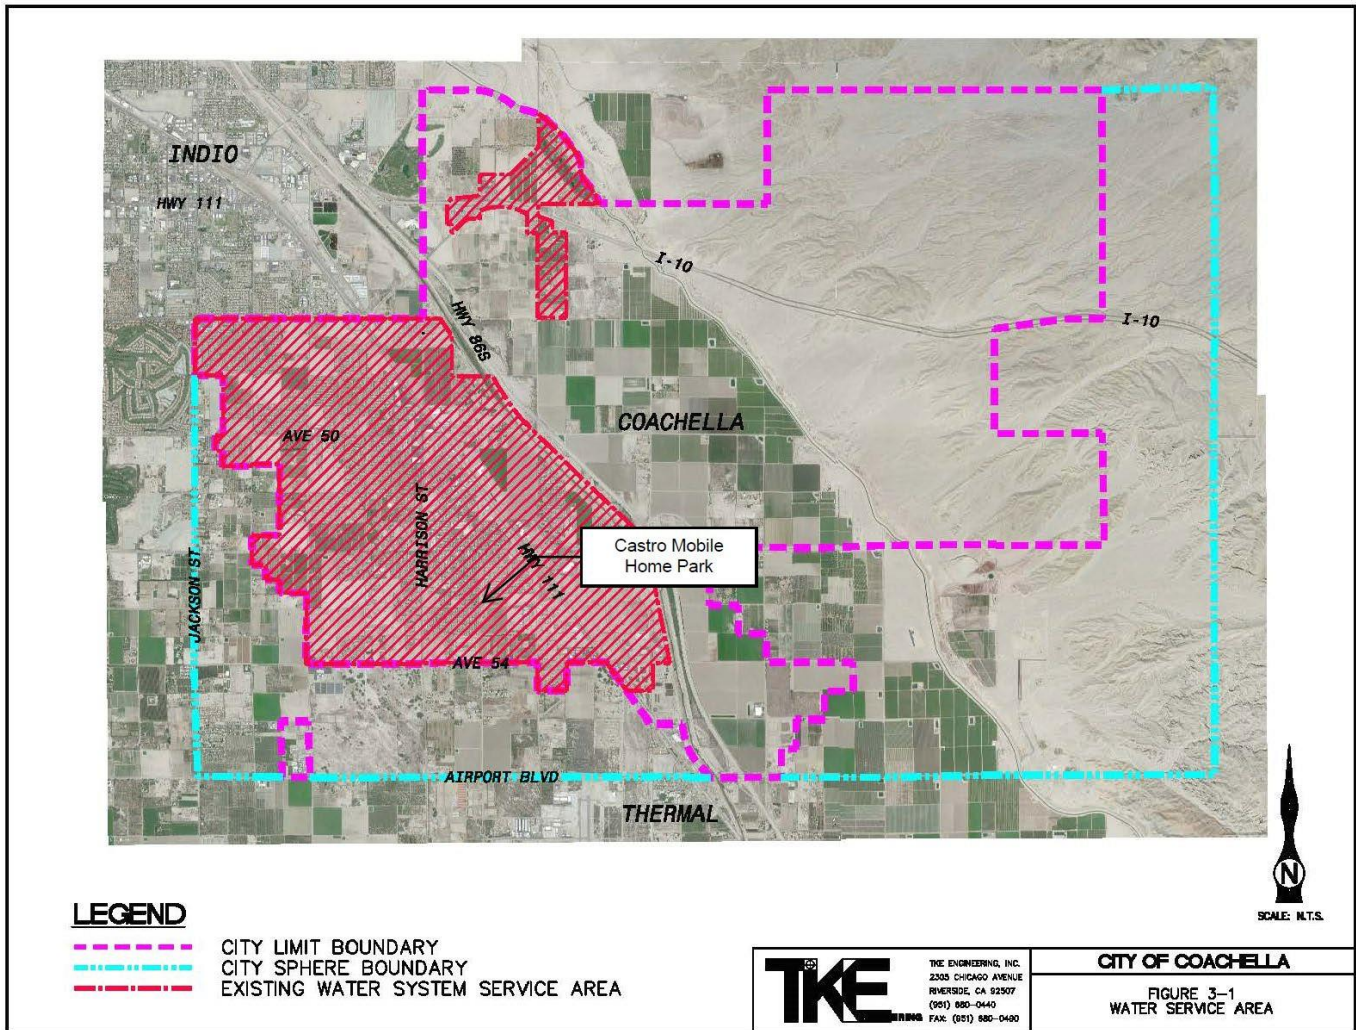 INDIO
HWY 111
I-10
HWY 86S
I-10
COACHELLA
AVE 50
HARRISON ST
HWY 111
Castro Mobile
Home Park
JACKSON ST
AVE 54
AIRPORT BLVD
THERMAL
N
SCALE: N.T.S.
LEGEND
CITY LIMIT BOUNDARY
CITY SPHERE BOUNDARY
EXISTING WATER SYSTEM SERVICE AREA
TKE
TKE ENGINEERING, INC.
2305 CHICAGO AVENUE
RIVERSIDE, CA 92507
(951) 680-0440
FAX: (951) 680-0490
CITY OF COACHELLA
FIGURE 3-1
WATER SERVICE AREA